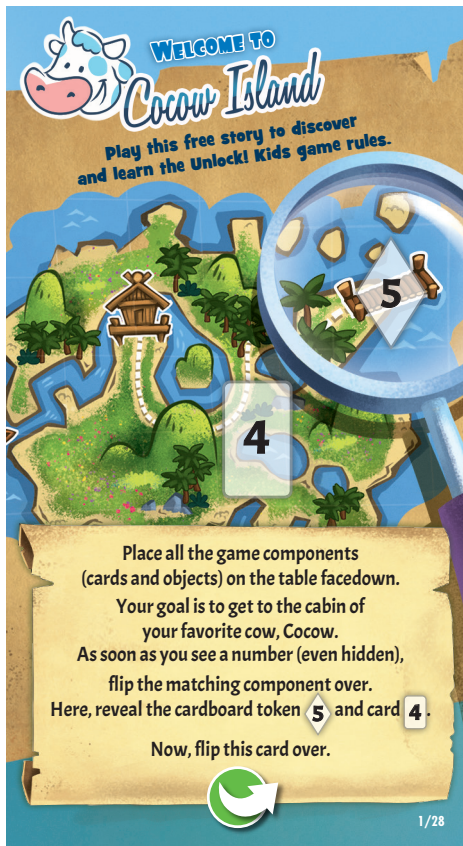 WELCOME TO
Cocow Island
Play this free story to discover
and learn the Unlock! Kids game rules.
5
4
Place all the game components
(cards and objects) on the table facedown.
Your goal is to get to the cabin of
your favorite cow, Cocow.
As soon as you see a number (even hidden),
flip the matching component over.
Here, reveal the cardboard token 5 and card 4.
Now, flip this card over.
1/28